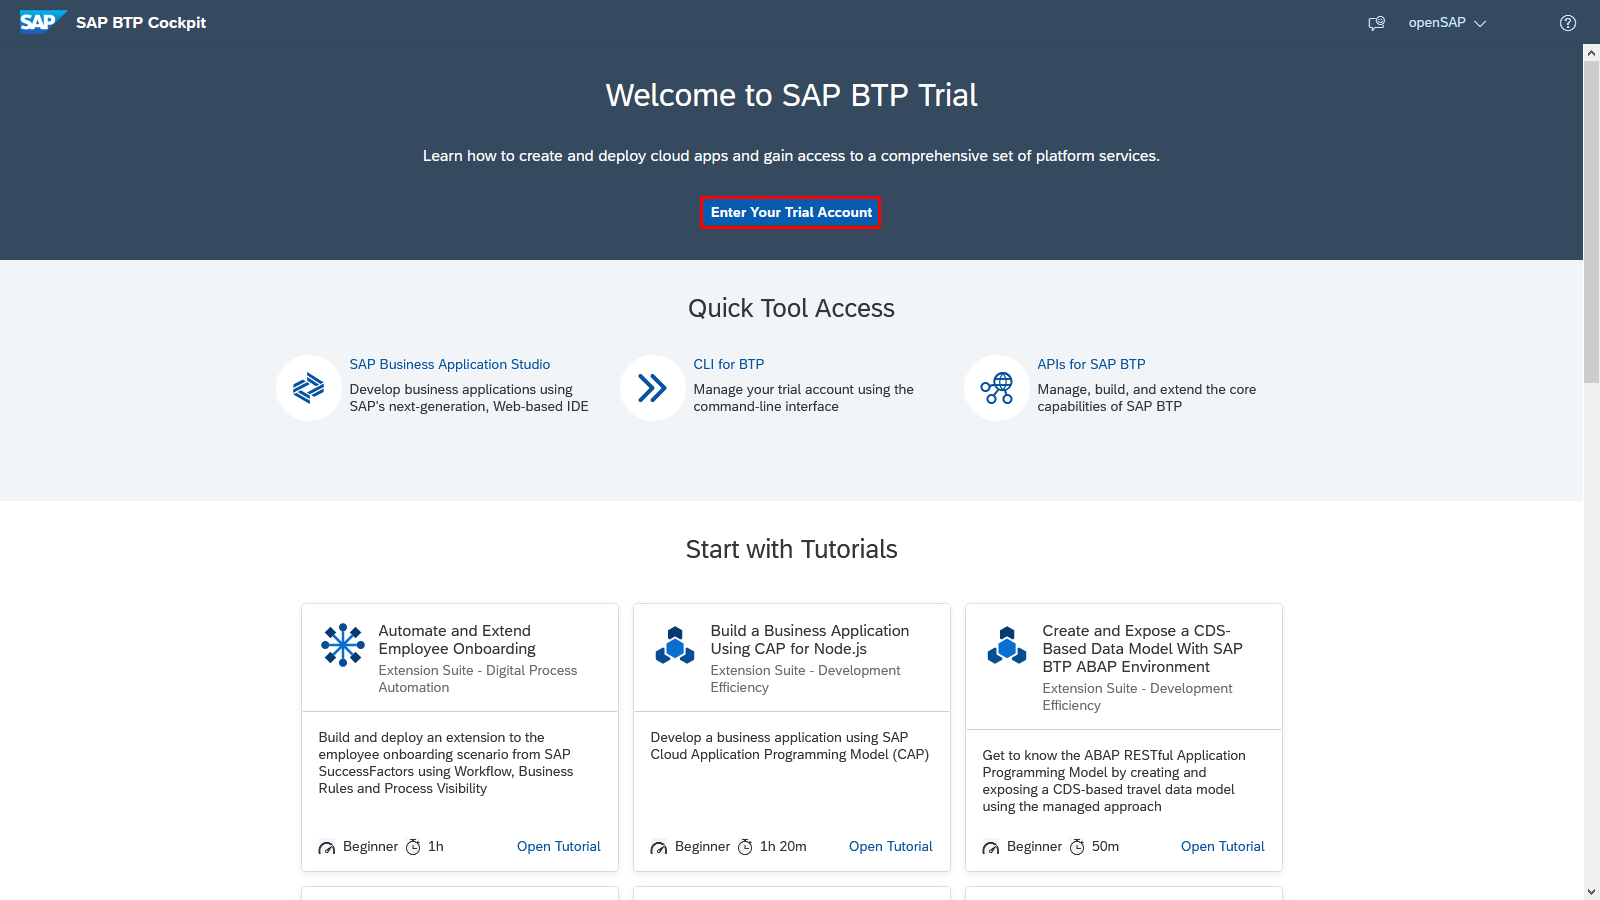 SAP SAP BTP Cockpit
openSAP
Welcome to SAP BTP Trial
Learn how to create and deploy cloud apps and gain access to a comprehensive set of platform services.
Enter Your Trial Account
Quick Tool Access
SAP Business Application Studio
Develop business applications using
SAP's next-generation, Web-based IDE
CLI for BTP
Manage your trial account using the
command-line interface
APIs for SAP BTP
Manage, build, and extend the core
capabilities of SAP BTP
Start with Tutorials
Automate and Extend
Employee Onboarding
Extension Suite - Digital Process
Automation
Build and deploy an extension to the
employee onboarding scenario from SAP
SuccessFactors using Workflow, Business
Rules and Process Visibility
Beginner 1h Open Tutorial
Build a Business Application
Using CAP for Node.js
Extension Suite - Development
Efficiency
Develop a business application using SAP
Cloud Application Programming Model (CAP)
Beginner 1h 20m Open Tutorial
Create and Expose a CDS-
Based Data Model With SAP
BTP ABAP Environment
Extension Suite - Development
Efficiency
Get to know the ABAP RESTful Application
Programming Model by creating and
exposing a CDS-based travel data model
using the managed approach
Beginner 50m Open Tutorial